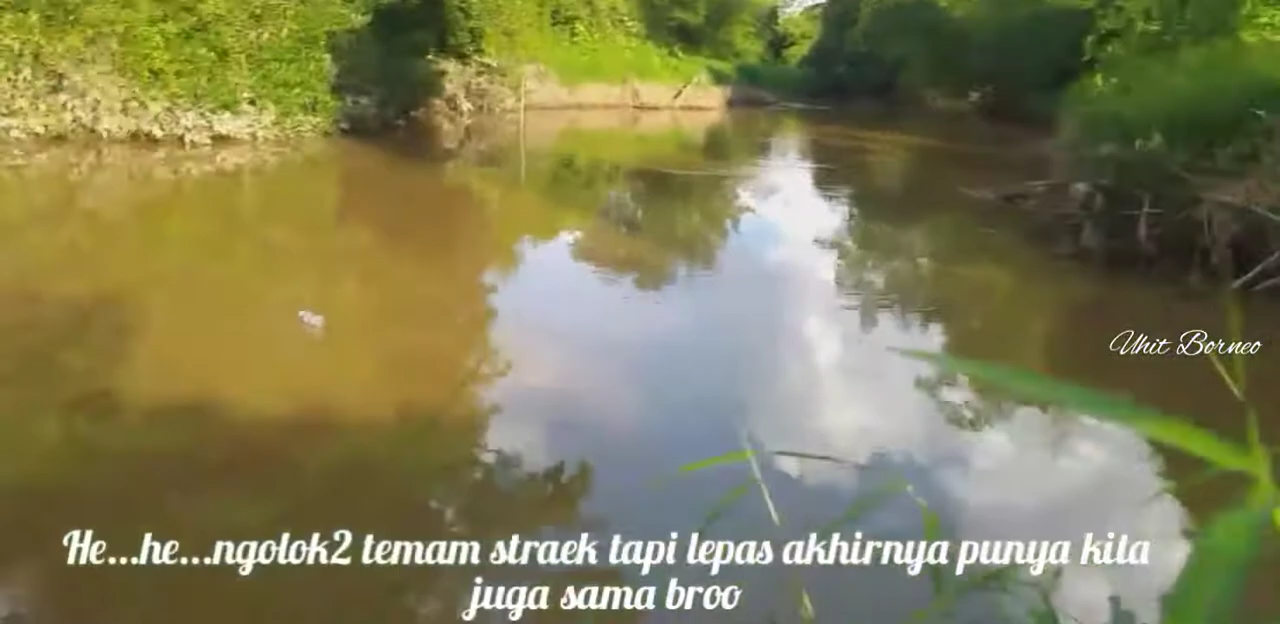 Uhit Borneo
He...he...ngolok2 temam straek tapi lepas akhirnya punya kita
juga sama broo